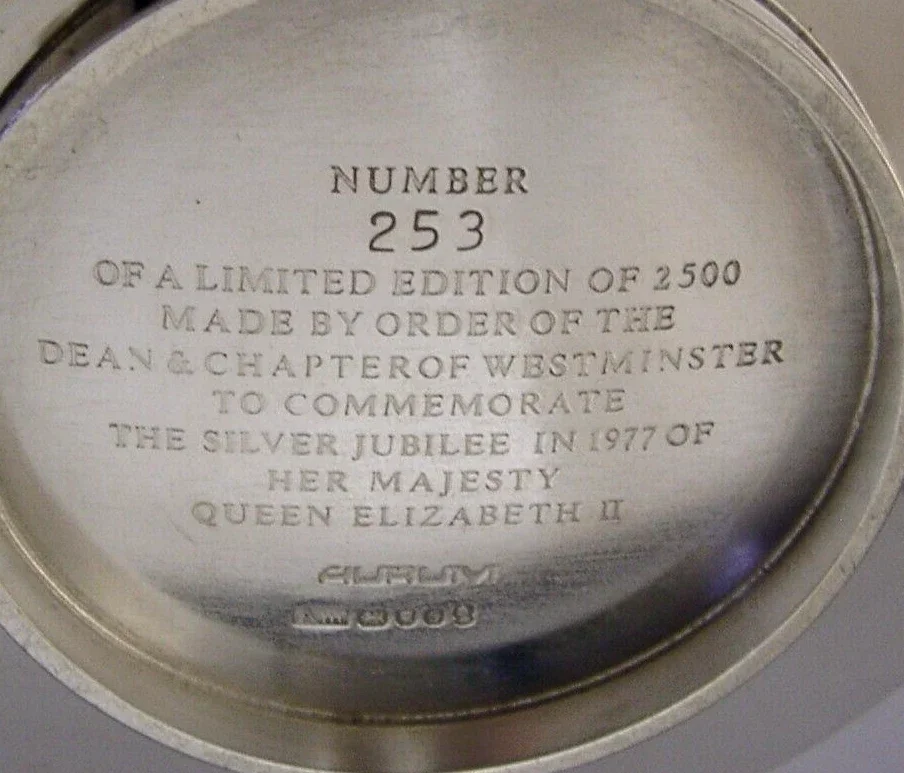 NUMBER
253
OF A LIMITED EDITION OF 2500
MADE BY ORDER OF THE
DEAN & CHAPTER OF WESTMINSTER
TO COMMEMORATE
THE SILVER JUBILEE IN 1977 OF
HER MAJESTY
QUEEN ELIZABETH II
AURUM